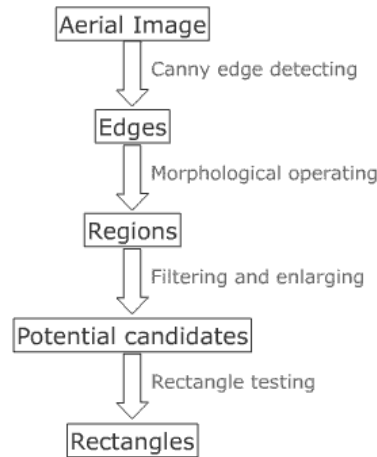 Aerial Image
Canny edge detecting
Edges
Morphological operating
Regions
Filtering and enlarging
Potential candidates
Rectangle testing
Rectangles